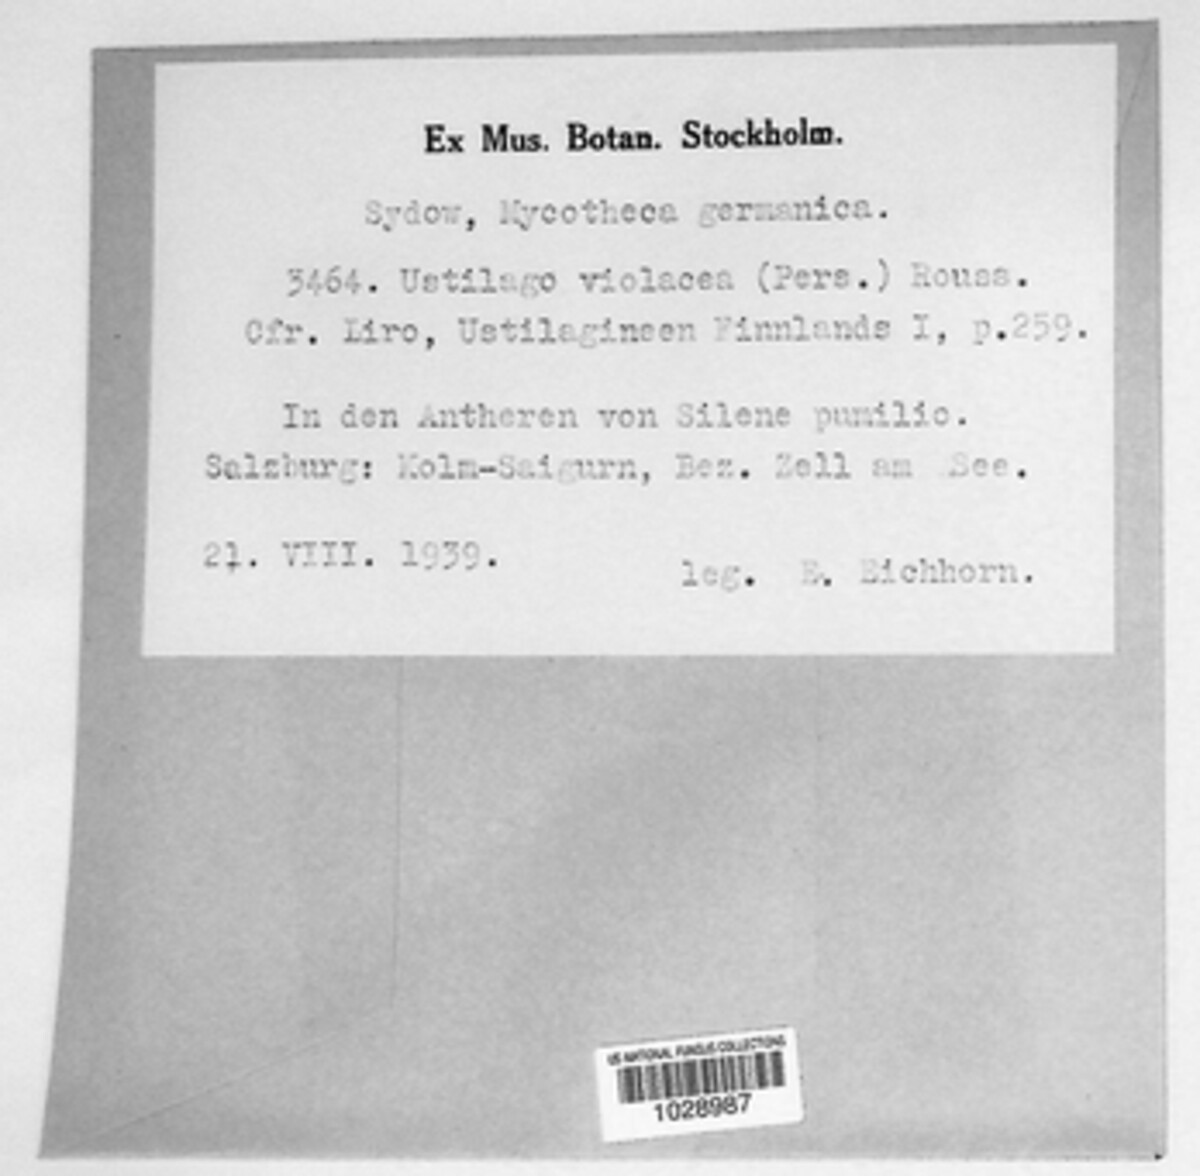 Ex Mus. Botan. Stockholm.
Sydow, Mycotheca germanica.
3464. Ustilago violacea (Pers.) Rouss.
Cfr. Liro, Ustilagineen Finnlands I, p.259.
In den Antheren von Silene pumilio.
Salzburg: Kolm-Saigurn, Bez. Zell am See.
VIII. 1939.
leg. E. Eichhorn.
US NATIONAL FUNGUS COLLECTIONS
1028987